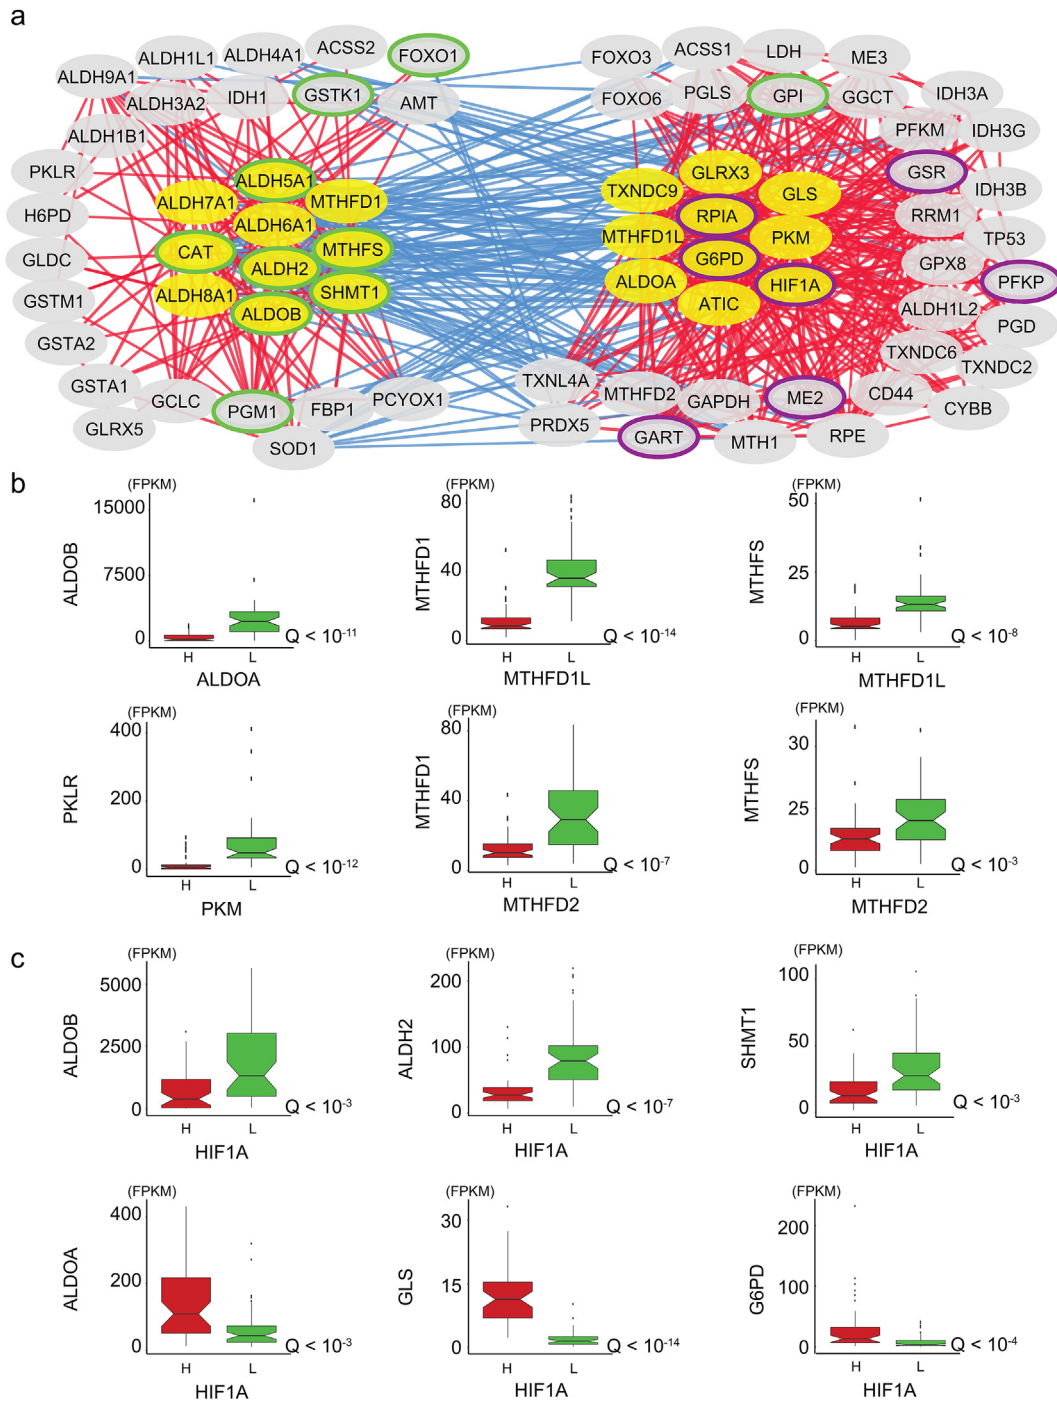 a
ACSS2
ALDH4A1
ALDH1L1
FOXO1
ALDH9A1
IDH1
GSTK1
ALDH3A2
AMT
ALDH1B1
PKLR
ALDH5A1
ALDH7A1
MTHFD1
H6PD
ALDH6A1
CAT
MTHFS
GLDC
ALDH2
GSTM1
ALDH8A1
SHMT1
ALDOB
GSTA2
GSTA1
GCLC
PGM1
FBP1
PCYOX1
GLRX5
SOD1
FOXO3
ACSS1
LDH
ME3
FOXO6
PGLS
GPI
GGCT
IDH3A
PFKM
IDH3G
GLRX3
GSR
TXNDC9
GLS
IDH3B
RPIA
RRM1
MTHFD1L
PKM
TP53
G6PD
GPX8
ALDOA
HIF1A
PFKP
ATIC
ALDH1L2
PGD
TXNDC6
TXNDC2
TXNL4A
MTHFD2
GAPDH
ME2
CD44
CYBB
PRDX5
GART
MTH1
RPE
b
(FPKM)
15000
7500
0
ALDOB
H L
Q < 10-11
ALDOA
(FPKM)
80
40
0
MTHFD1
H L
Q < 10-14
MTHFD1L
(FPKM)
50
25
0
MTHFS
H L
Q < 10-8
MTHFD1L
(FPKM)
400
200
0
PKLR
H L
Q < 10-12
PKM
(FPKM)
80
40
0
MTHFD1
H L
Q < 10-7
MTHFD2
(FPKM)
30
25
0
MTHFS
H L
Q < 10-3
MTHFD2
c
(FPKM)
5000
2500
0
ALDOB
H L
Q < 10-3
HIF1A
(FPKM)
200
100
0
ALDH2
H L
Q < 10-7
HIF1A
(FPKM)
100
50
0
SHMT1
H L
Q < 10-3
HIF1A
(FPKM)
400
200
0
ALDOA
H L
Q < 10-3
HIF1A
(FPKM)
30
15
0
GLS
H L
Q < 10-14
HIF1A
(FPKM)
200
100
0
G6PD
H L
Q < 10-4
HIF1A